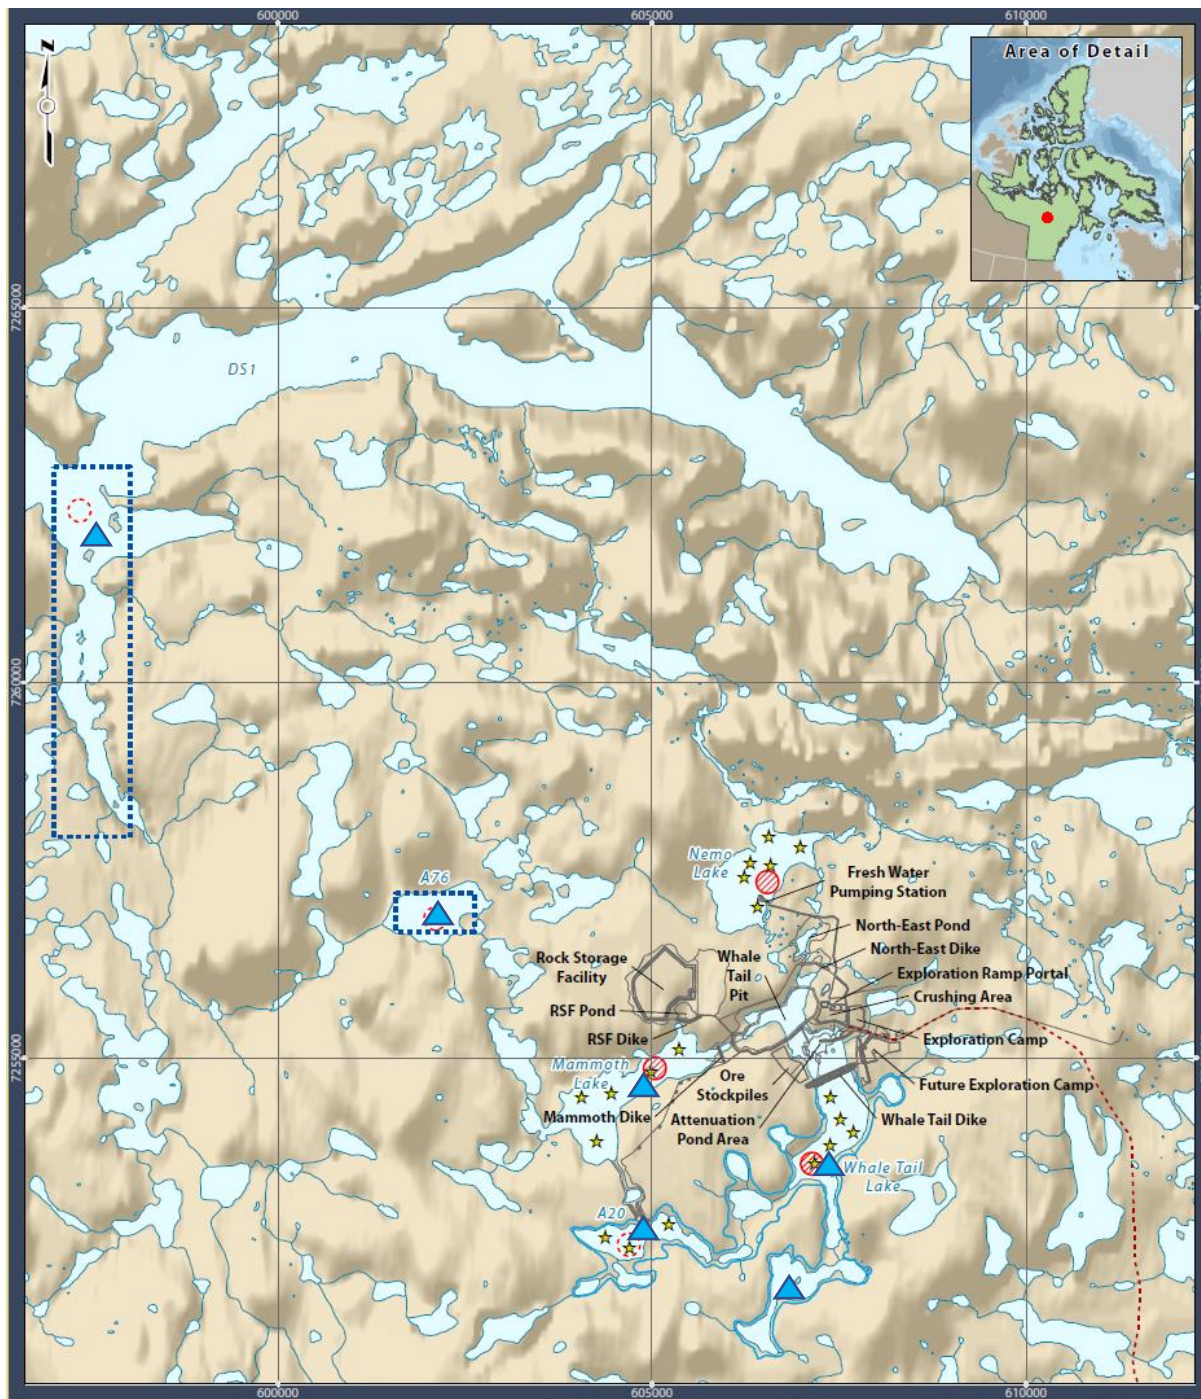 600000
605000
610000
N
Area of Detail
7265000
DS1
7260000
Nemo
Lake
A76
Fresh Water
Pumping Station
North-East Pond
North-East Dike
Rock Storage
Facility
Whale
Tail
Pit
Exploration Ramp Portal
Crushing Area
RSF Pond
RSF Dike
Exploration Camp
7255000
Mammoth
Lake
Ore
Stockpiles
Future Exploration Camp
Mammoth Dike
Attenuation
Pond Area
Whale Tail Dike
Whale Tail
Lake
A20
600000
605000
610000